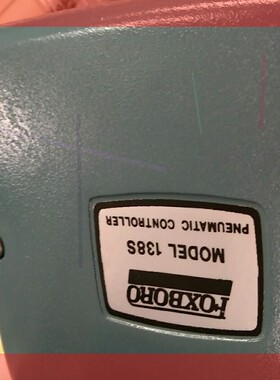 FOXBORO
MODEL 138S
PNEUMATIC CONTROLLER